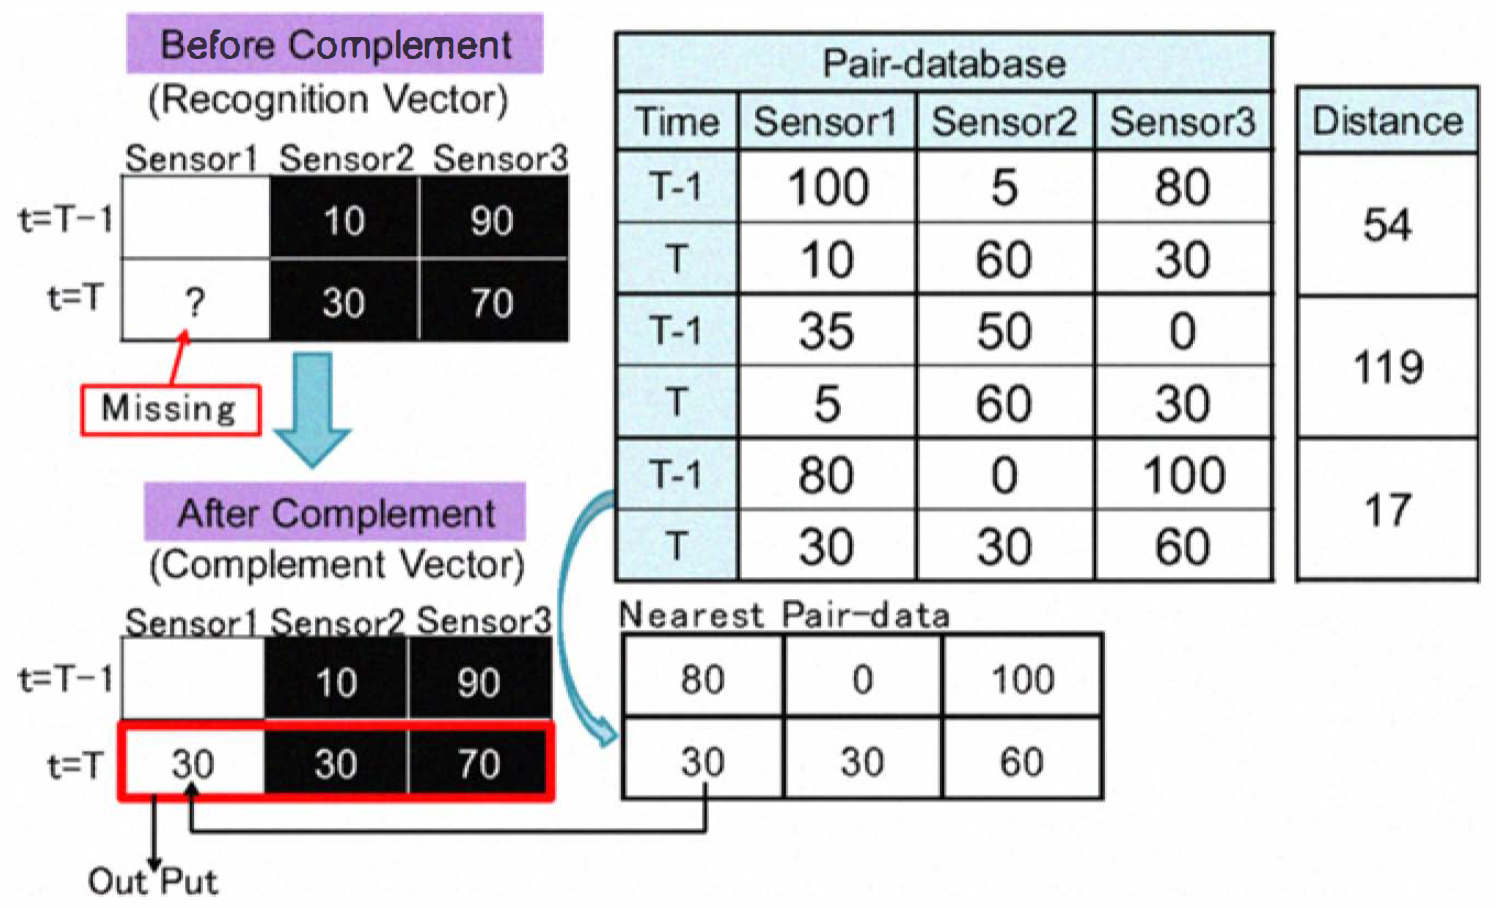 Before Complement
(Recognition Vector)
Sensor1 Sensor2 Sensor3
t=T-1 10 90
t=T ? 30 70
Missing
After Complement
(Complement Vector)
Sensor1 Sensor2 Sensor3
t=T-1 10 90
t=T 30 30 70
Out Put
Pair-database
Time Sensor1 Sensor2 Sensor3 Distance
T-1 100 5 80
54
T 10 60 30
T-1 35 50 0
119
T 5 60 30
T-1 80 0 100
17
T 30 30 60
Nearest Pair-data
80 0 100
30 30 60